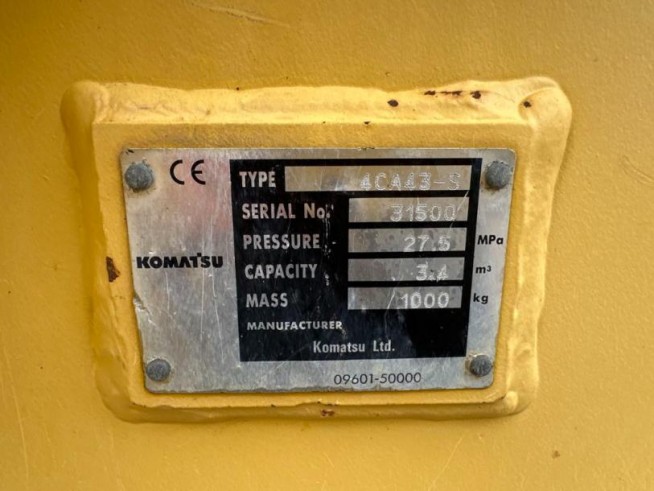 CE
TYPE 4CA43-S
SERIAL No. 31500
PRESSURE 27.5 MPa
KOMATSU
CAPACITY 3.4 m³
MASS 1000 kg
MANUFACTURER
Komatsu Ltd.
09601-50000